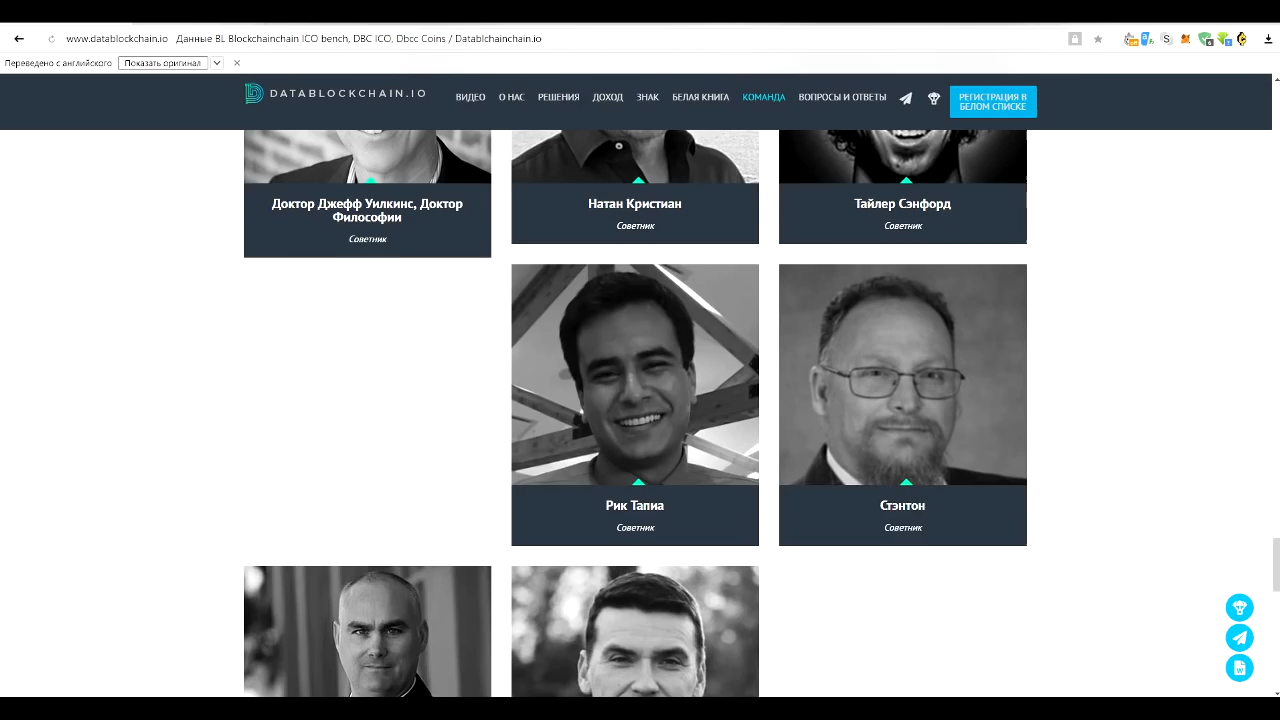 www.datablockchain.io Данные BL Blockchainchain ICO bench, DBC ICO, Dbcc Coins / Datablchainchain.io
Переведено с английского Показать оригинал
DATABLOCKCHAIN.IO
ВИДЕО О НАС РЕШЕНИЯ ДОХОД ЗНАК БЕЛАЯ КНИГА КОМАНДА ВОПРОСЫ И ОТВЕТЫ
РЕГИСТРАЦИЯ В
БЕЛОМ СПИСКЕ
Доктор Джефф Уилкинс, Доктор
Философии
Советник
Натан Кристиан
Советник
Тайлер Сэнфорд
Советник
Рик Тапиа
Советник
Стэнтон
Советник